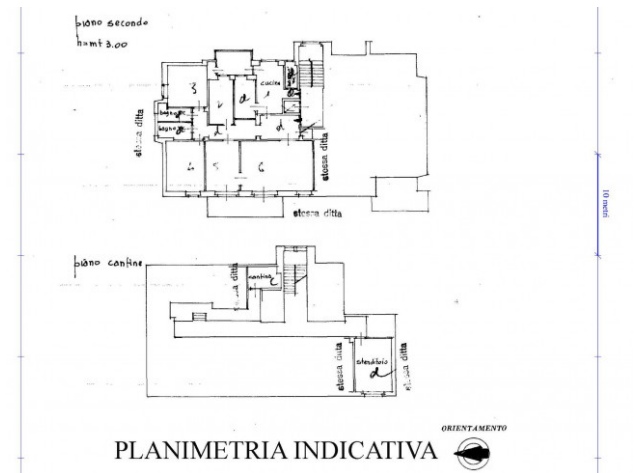 piano secondo
h=mt 3.00
cucina
3
2
d
1
bagno
bagno
d
d
stessa ditta
4
5
6
stessa ditta
stessa ditta
10 metri
piano cantine
cantina
c
stenditoio
d
stessa ditta
stessa ditta
ORIENTAMENTO
PLANIMETRIA INDICATIVA